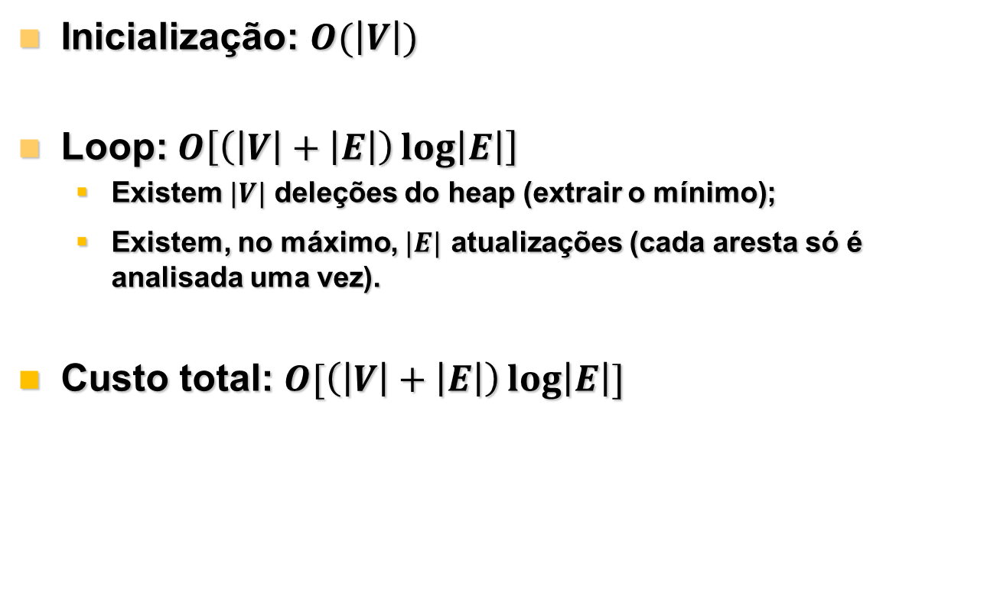 Inicialização: O(|V|)
Loop: O[(|V| + |E|) log|E|]
Existem |V| deleções do heap (extrair o mínimo);
Existem, no máximo, |E| atualizações (cada aresta só é
analisada uma vez).
Custo total: O[(|V| + |E|) log|E|]